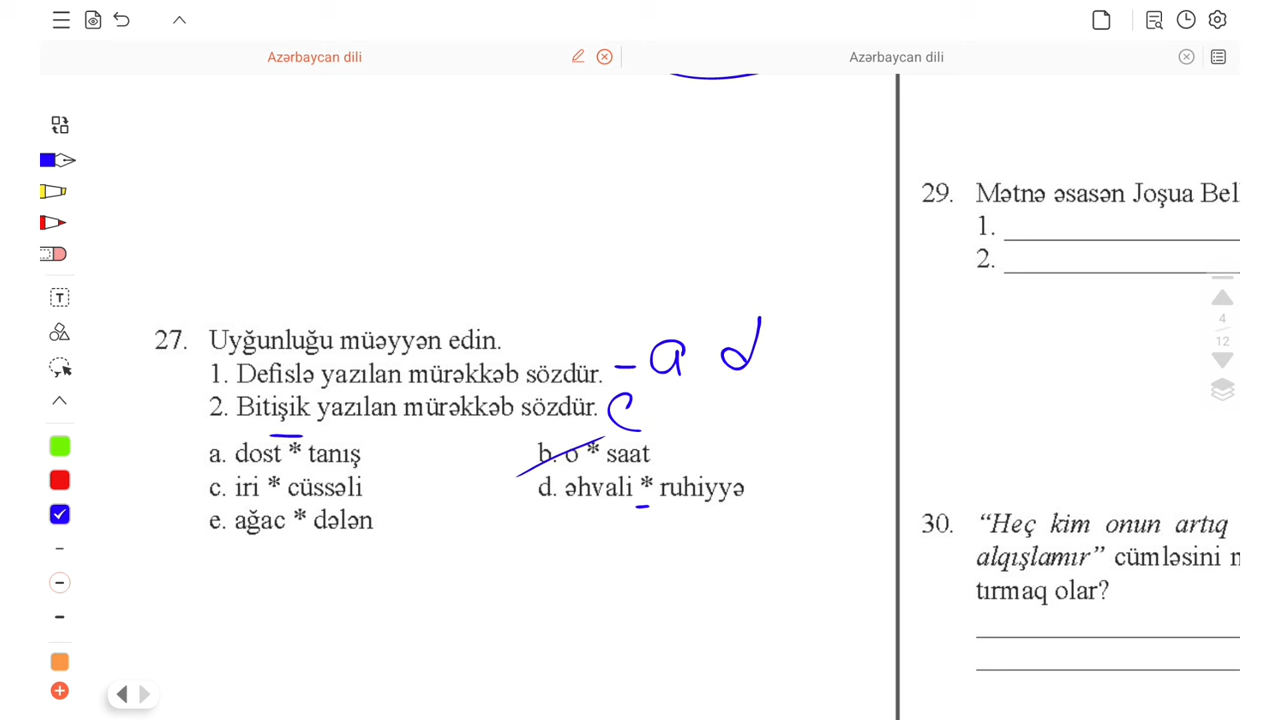 Azərbaycan dili
Azərbaycan dili
27. Uyğunluğu müəyyən edin.
1. Defislə yazılan mürəkkəb sözdür. – a d
2. Bitişik yazılan mürəkkəb sözdür. c
a. dost * tanış
b. o * saat
c. iri * cüssəli
d. əhvali * ruhiyyə
e. ağac * dələn
29. Mətnə əsasən Joşua Bel
1.
2.
30. “Heç kim onun artıq
alqışlamır” cümləsini
tırmaq olar?
T
4
12